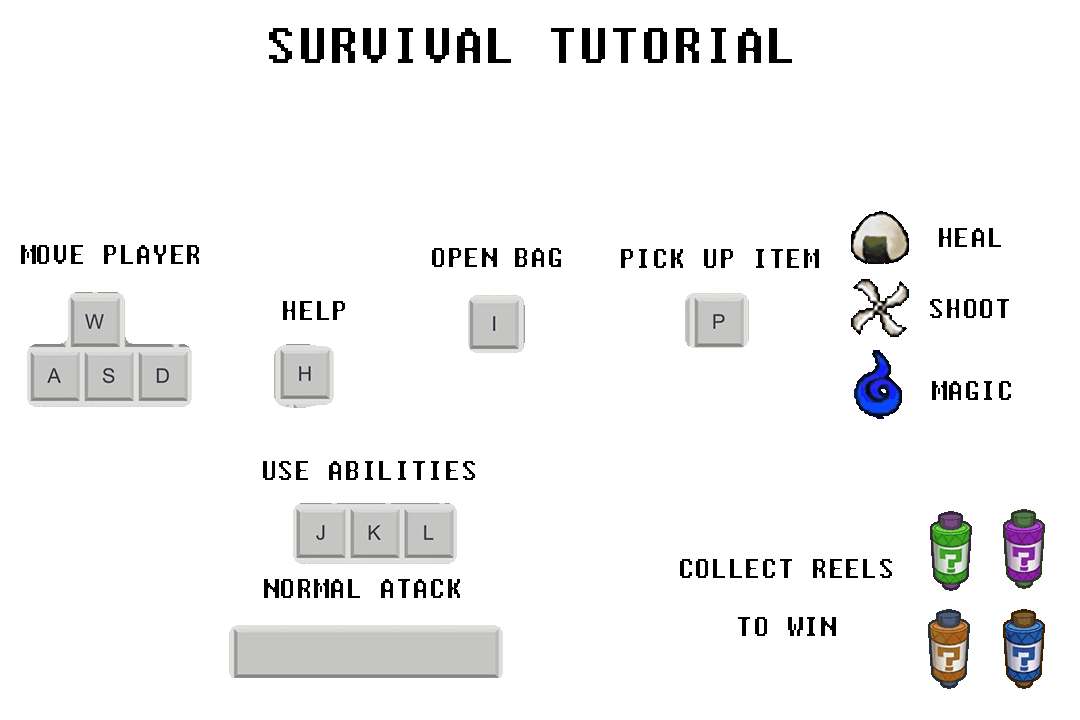 SURVIVAL TUTORIAL
MOVE PLAYER
W
A S D
HELP
H
OPEN BAG
I
PICK UP ITEM
P
HEAL
SHOOT
MAGIC
USE ABILITIES
J K L
NORMAL ATACK
COLLECT REELS
TO WIN
? ?
? ?